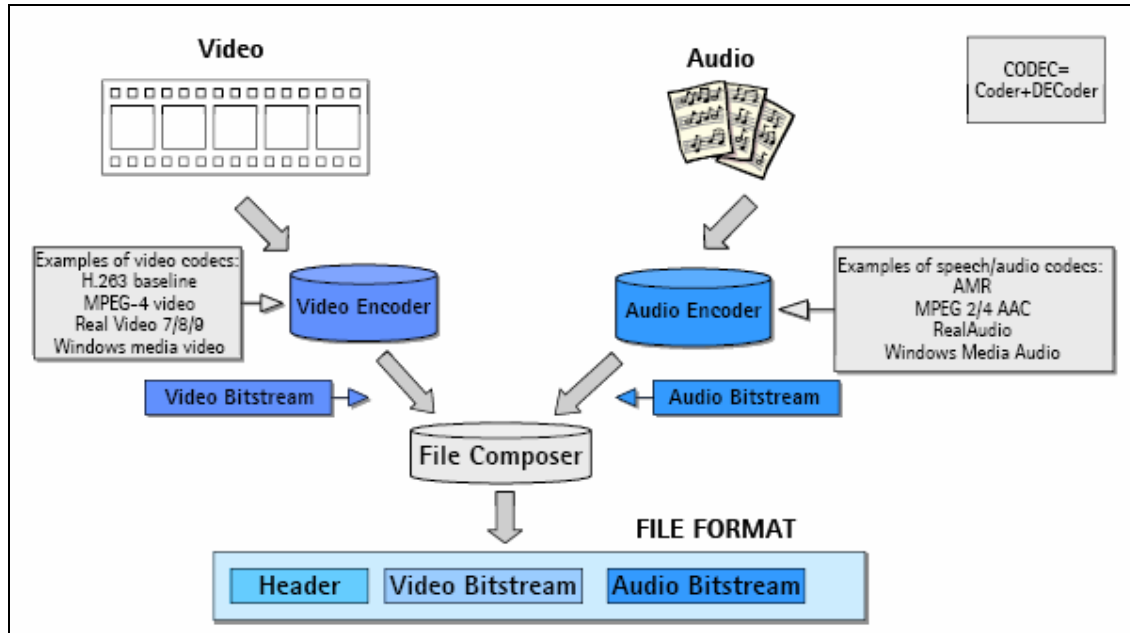 Video
Audio
CODEC=
Coder+DECoder
Examples of video codecs:
H.263 baseline
MPEG-4 video
Real Video 7/8/9
Windows media video
Video Encoder
Audio Encoder
Examples of speech/audio codecs:
AMR
MPEG 2/4 AAC
RealAudio
Windows Media Audio
Video Bitstream
Audio Bitstream
File Composer
FILE FORMAT
Header
Video Bitstream
Audio Bitstream